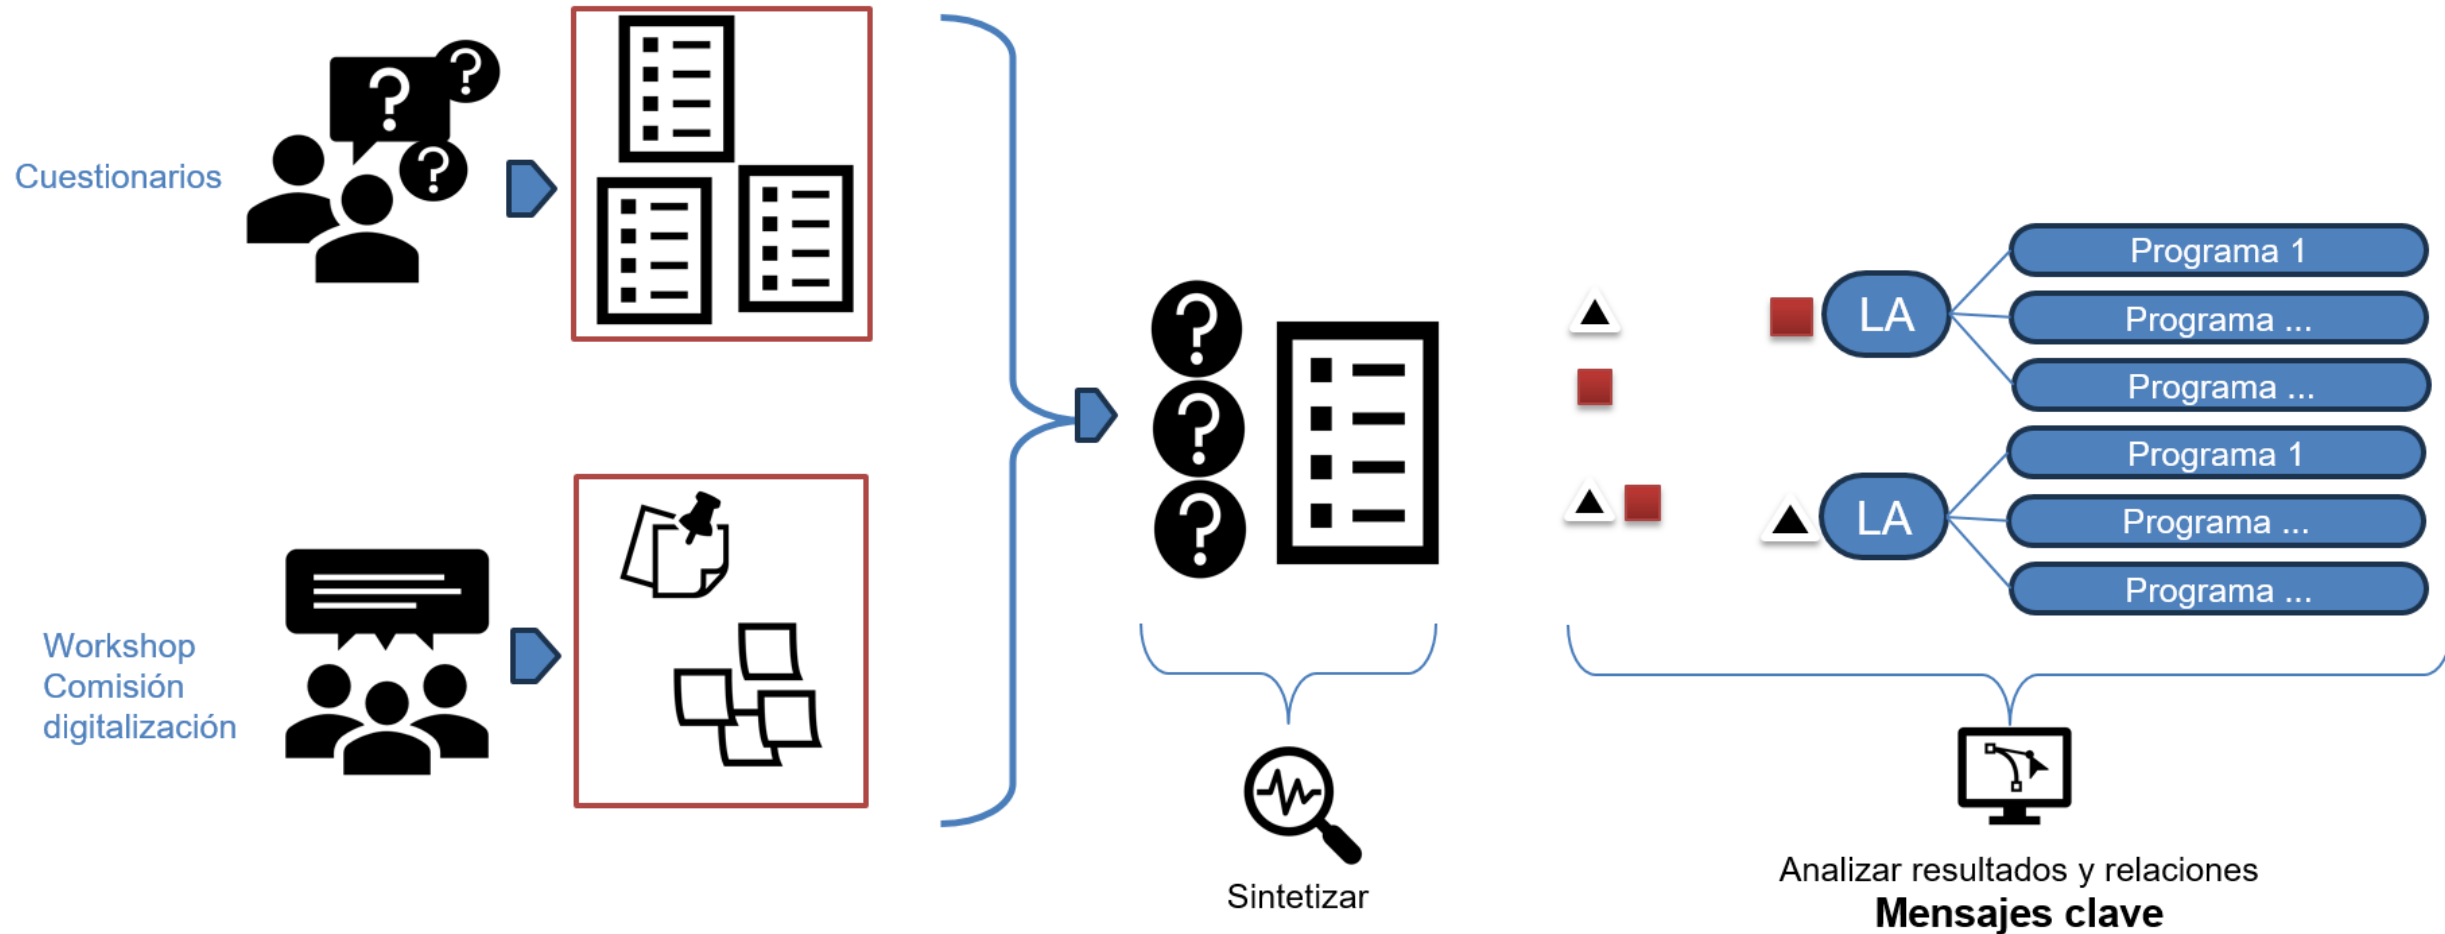 Cuestionarios
Workshop
Comisión
digitalización
Sintetizar
LA
Programa 1
Programa ...
Programa ...
LA
Programa 1
Programa ...
Programa ...
Analizar resultados y relaciones
Mensajes clave